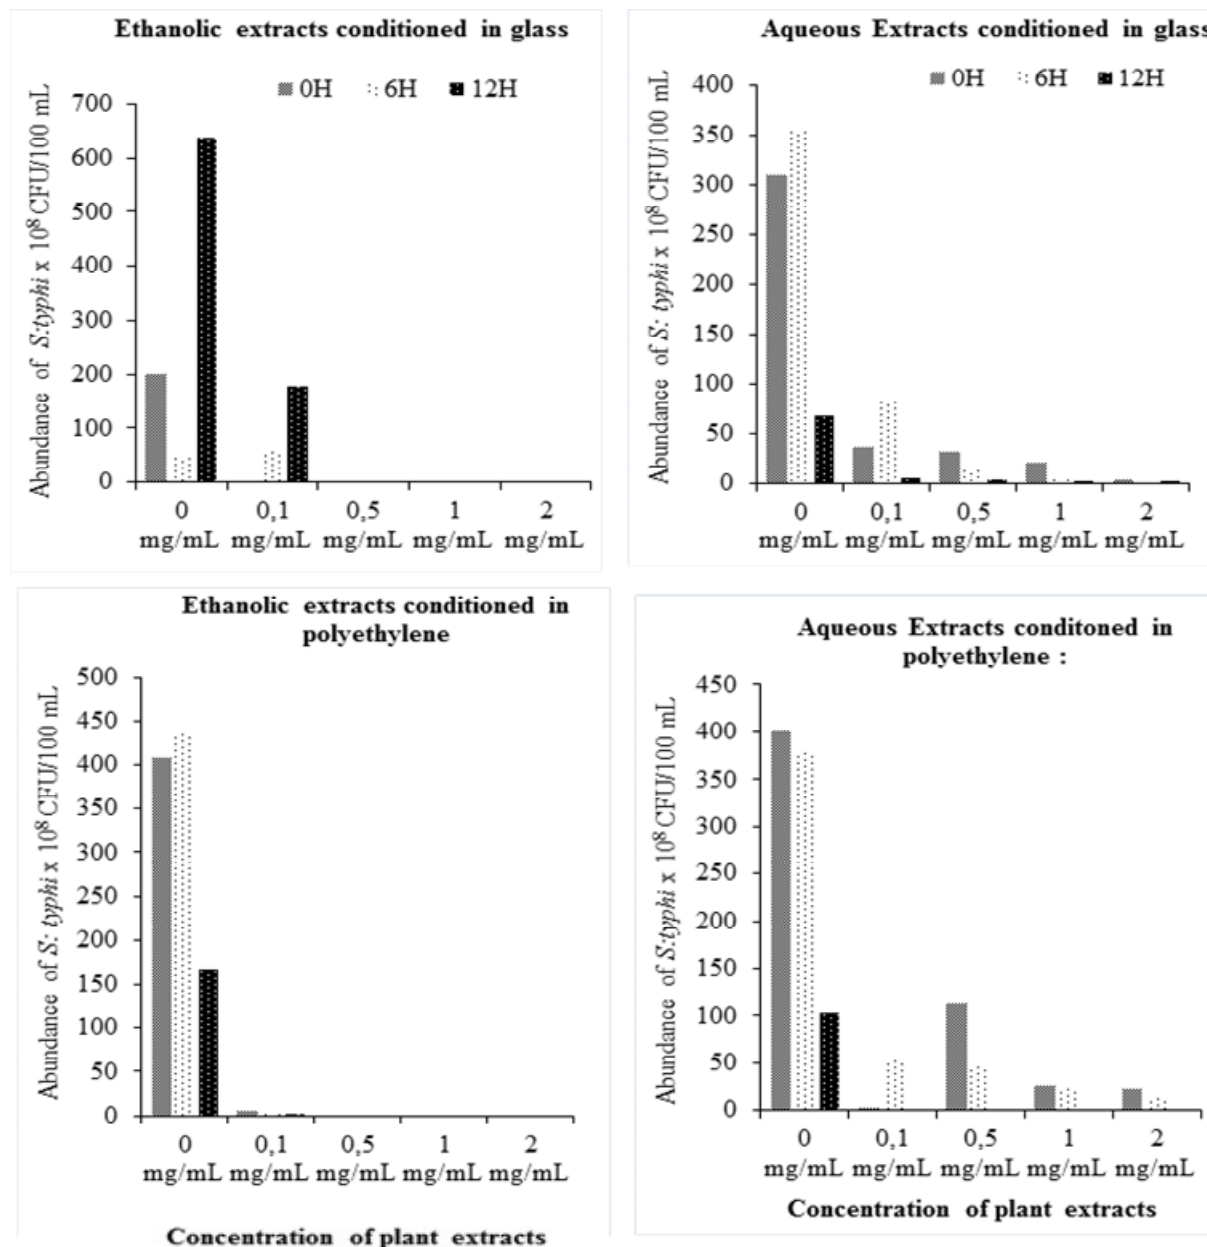 Ethanolic extracts conditioned in glass
0H 6H 12H
Abundance of S:typhi x 10⁸ CFU/100 mL
700
600
500
400
300
200
100
0
0 0,1 0,5 1 2
mg/mL mg/mL mg/mL mg/mL mg/mL
Aqueous Extracts conditioned in glass
0H 6H 12H
Abundance of S: typhi x 10⁸ CFU/100 mL
400
350
300
250
200
150
100
50
0
0 0,1 0,5 1 2
mg/mL mg/mL mg/mL mg/mL mg/mL
Ethanolic extracts conditioned in
polyethylene
Abundance of S: typhi x 10⁸ CFU/100 mL
500
450
400
350
300
250
200
150
100
50
0
0 0,1 0,5 1 2
mg/mL mg/mL mg/mL mg/mL mg/mL
Concentration of plant extracts
Aqueous Extracts conditoned in
polyethylene :
Abundance of S:typhi x 10⁸ CFU/100 mL
450
400
350
300
250
200
150
100
50
0
0 0,1 0,5 1 2
mg/mL mg/mL mg/mL mg/mL mg/mL
Concentration of plant extracts